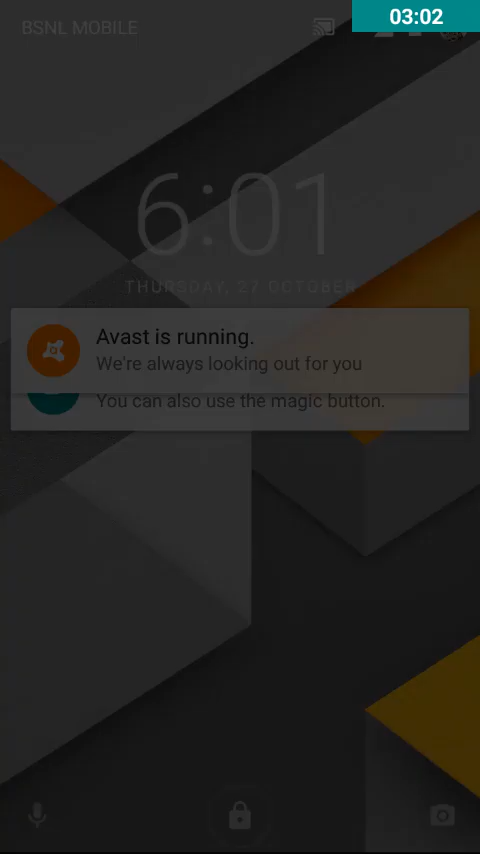 BSNL MOBILE
03:02
6:01
THURSDAY, 27 OCTOBER
Avast is running.
We're always looking out for you
You can also use the magic button.